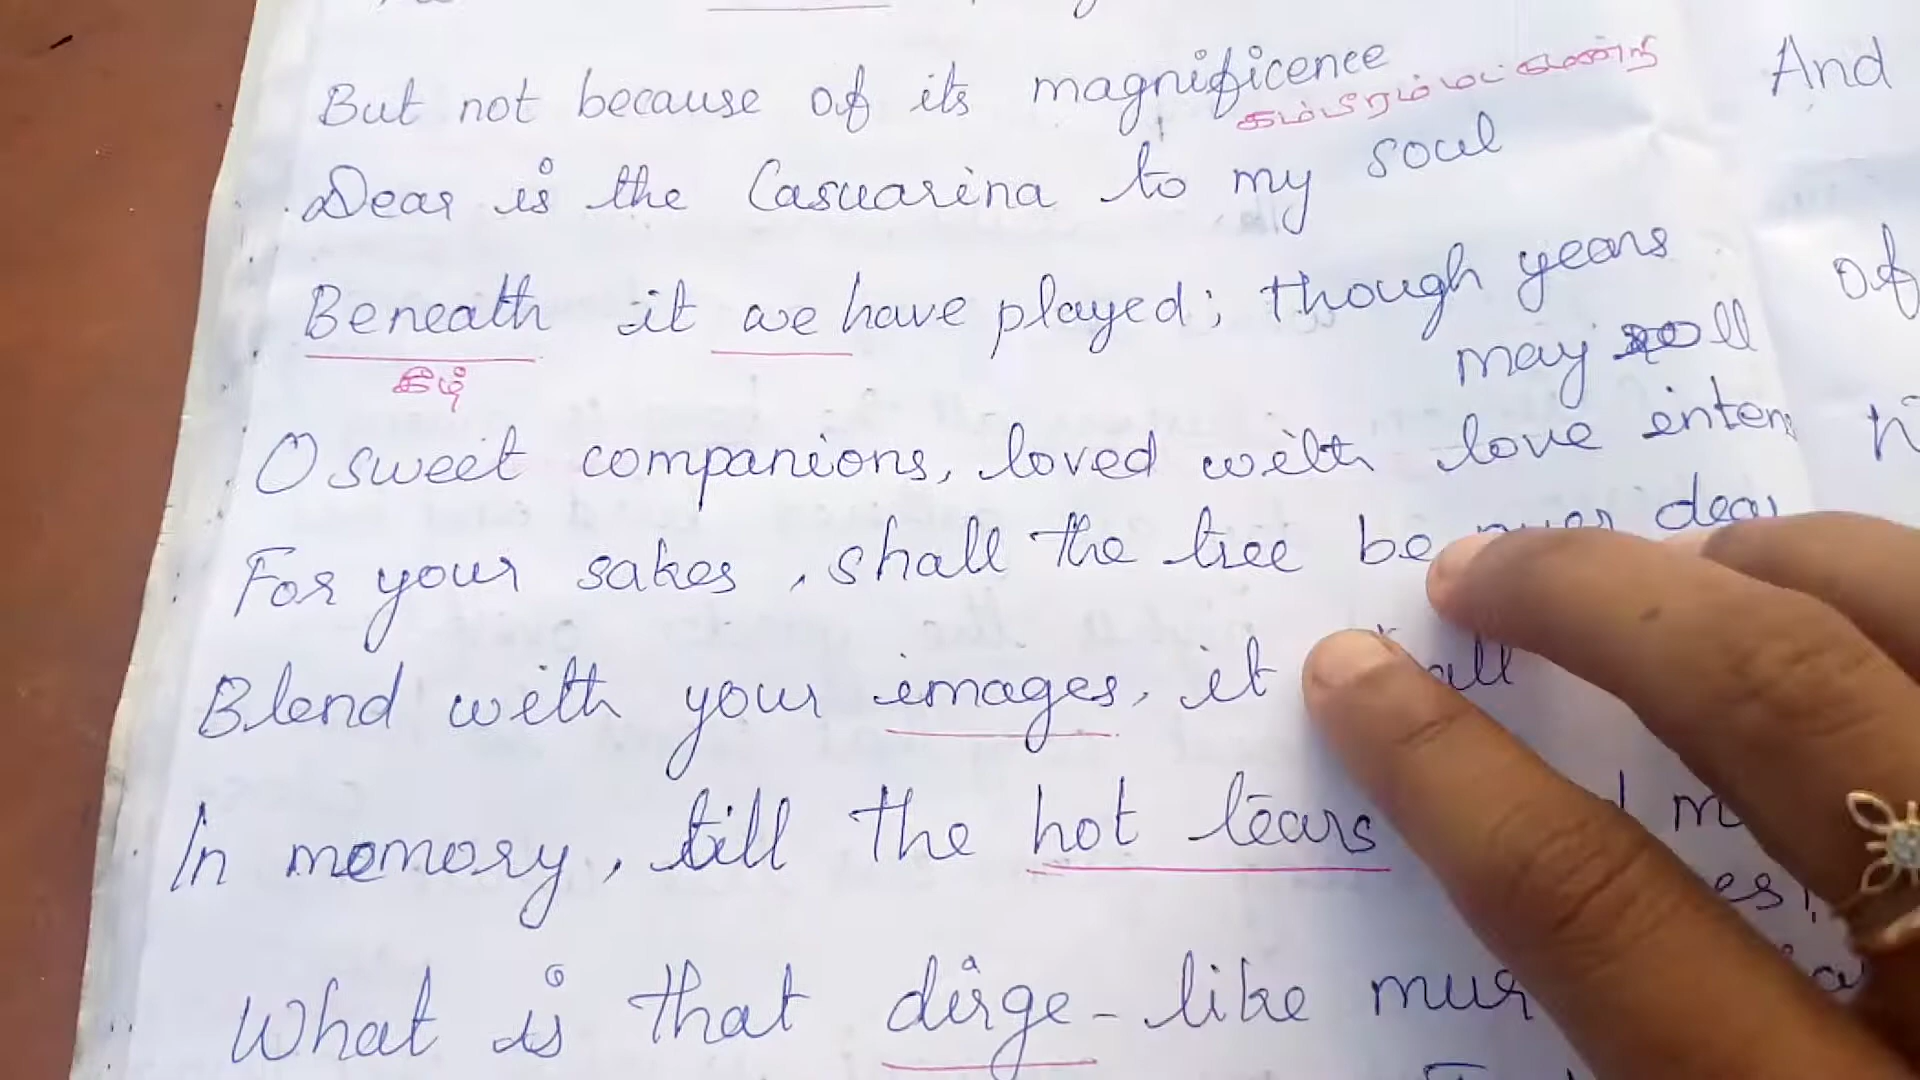 But not because of its magnificence
And
Dear is the Casuarina to my soul
Beneath it we have played; though years
of
may roll
கீழ்
O sweet companions, loved with love inten
For your sakes, shall the tree be dear
Blend with your images, it
In memory, till the hot tears
What is that dirge-like